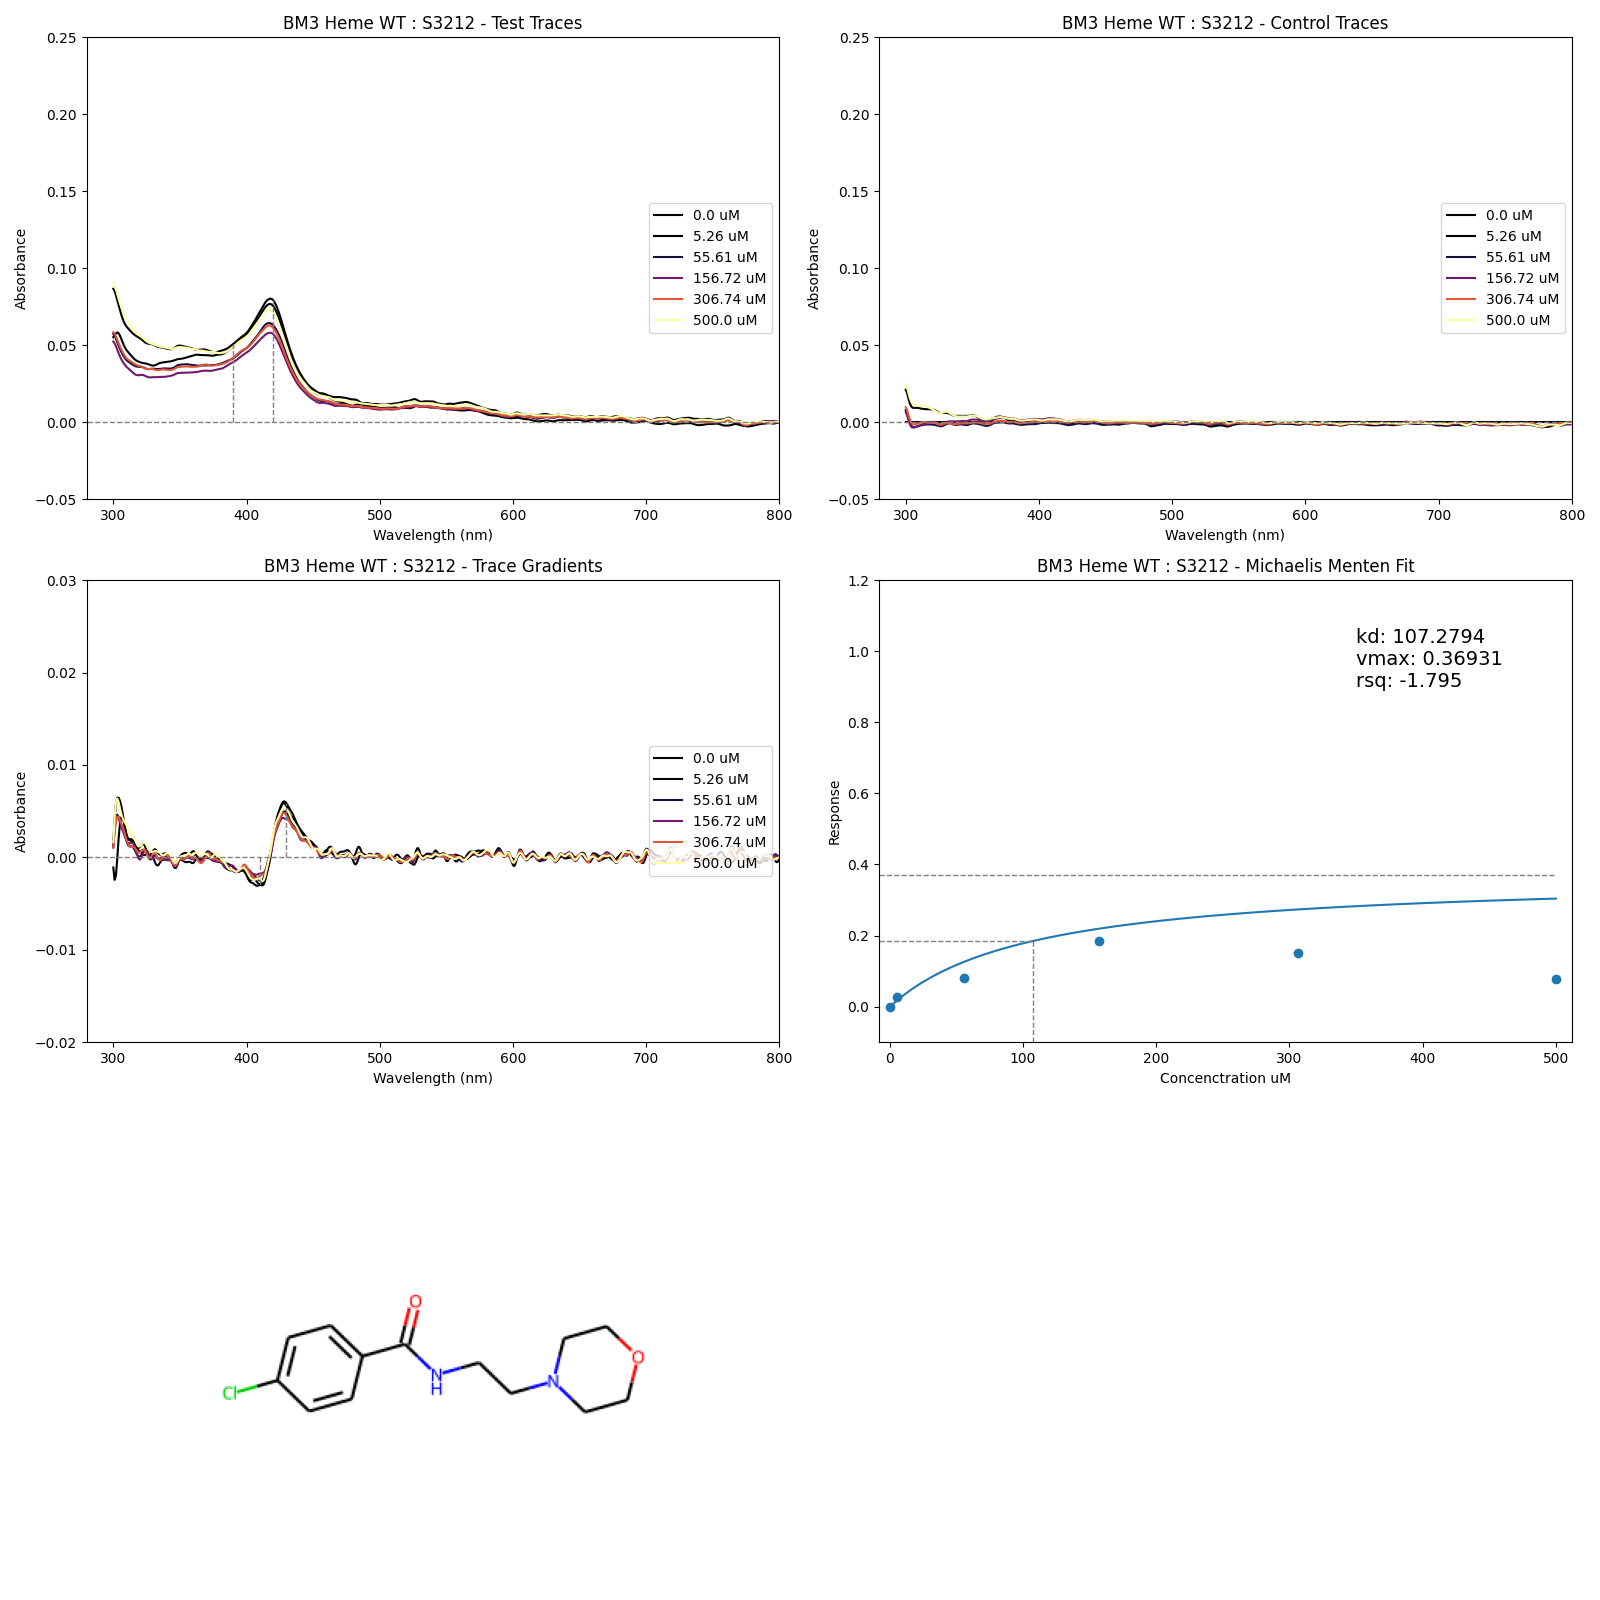 BM3 Heme WT : S3212 - Test Traces
0.25
0.20
0.15
0.10
0.05
0.00
−0.05
Absorbance
300 400 500 600 700 800
Wavelength (nm)
0.0 uM
5.26 uM
55.61 uM
156.72 uM
306.74 uM
500.0 uM
BM3 Heme WT : S3212 - Control Traces
0.25
0.20
0.15
0.10
0.05
0.00
−0.05
Absorbance
300 400 500 600 700 800
Wavelength (nm)
0.0 uM
5.26 uM
55.61 uM
156.72 uM
306.74 uM
500.0 uM
BM3 Heme WT : S3212 - Trace Gradients
0.03
0.02
0.01
0.00
−0.01
−0.02
Absorbance
300 400 500 600 700 800
Wavelength (nm)
0.0 uM
5.26 uM
55.61 uM
156.72 uM
306.74 uM
500.0 uM
BM3 Heme WT : S3212 - Michaelis Menten Fit
1.2
1.0
0.8
0.6
0.4
0.2
0.0
Response
kd: 107.2794
vmax: 0.36931
rsq: -1.795
0 100 200 300 400 500
Concenctration uM
O
O
N
H
N
Cl